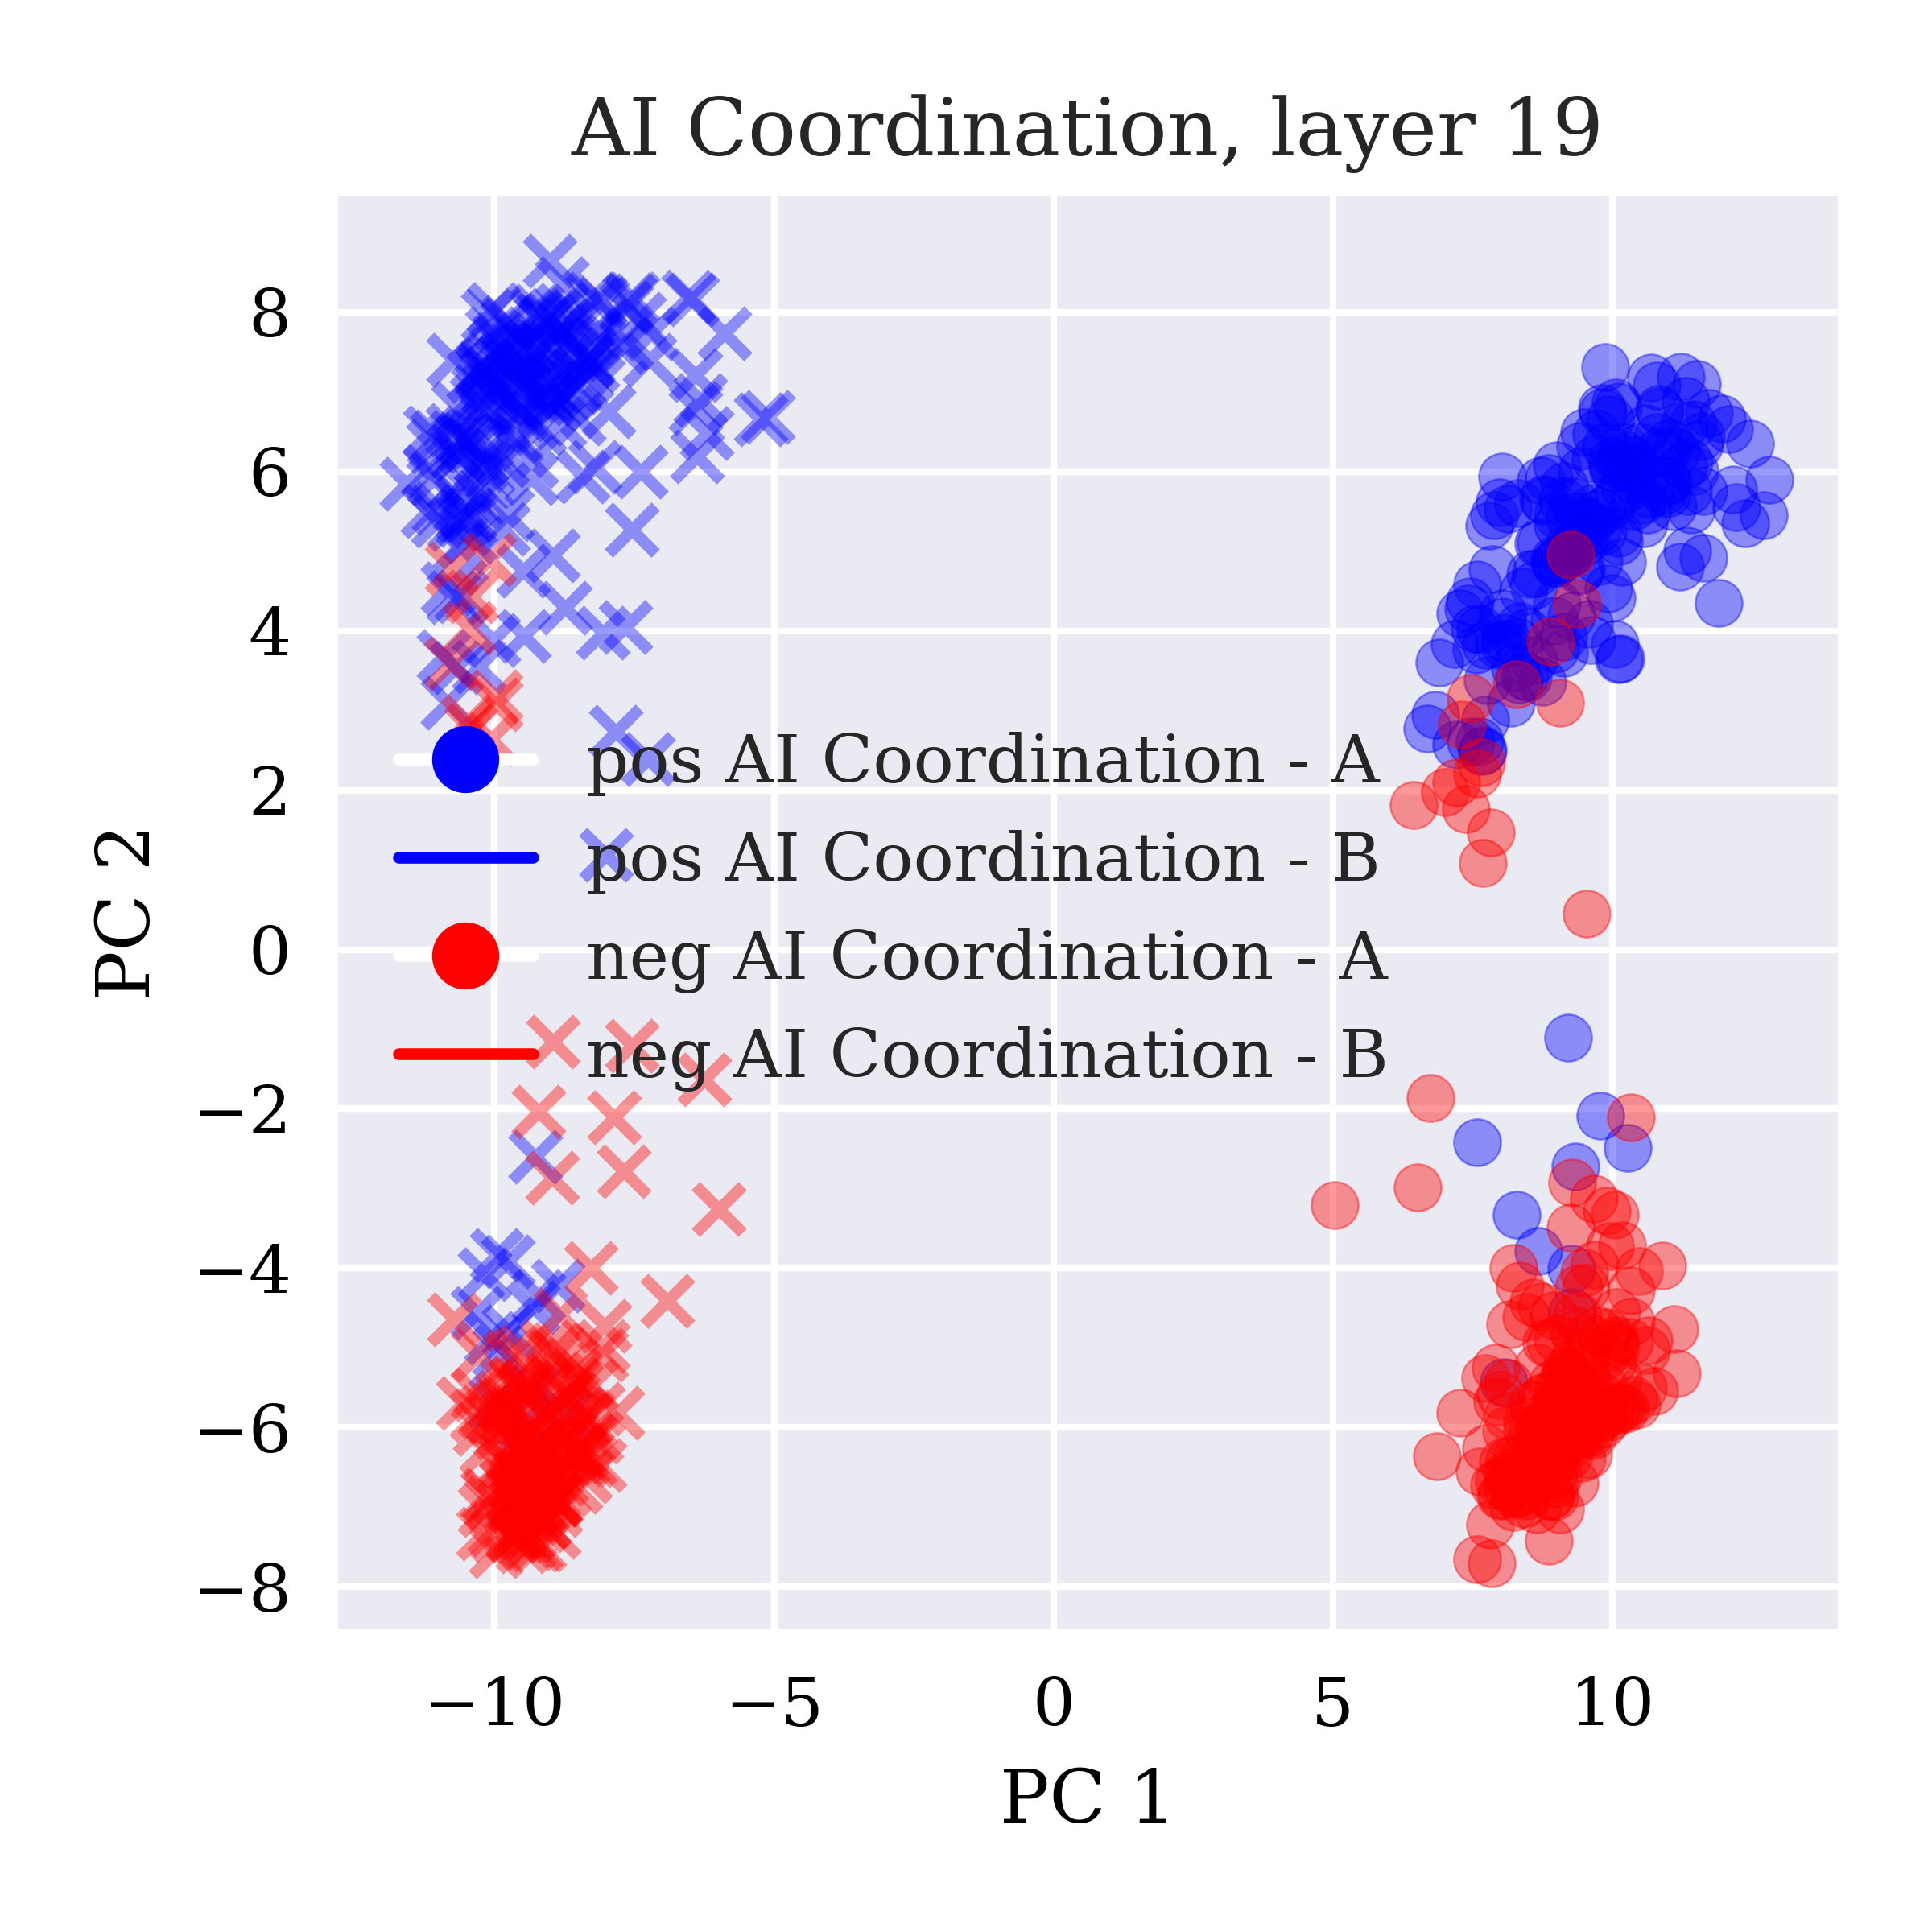 AI Coordination, layer 19
8
6
4
2
0
−2
−4
−6
−8
PC 2
pos AI Coordination - A
pos AI Coordination - B
neg AI Coordination - A
neg AI Coordination - B
−10 −5 0 5 10
PC 1